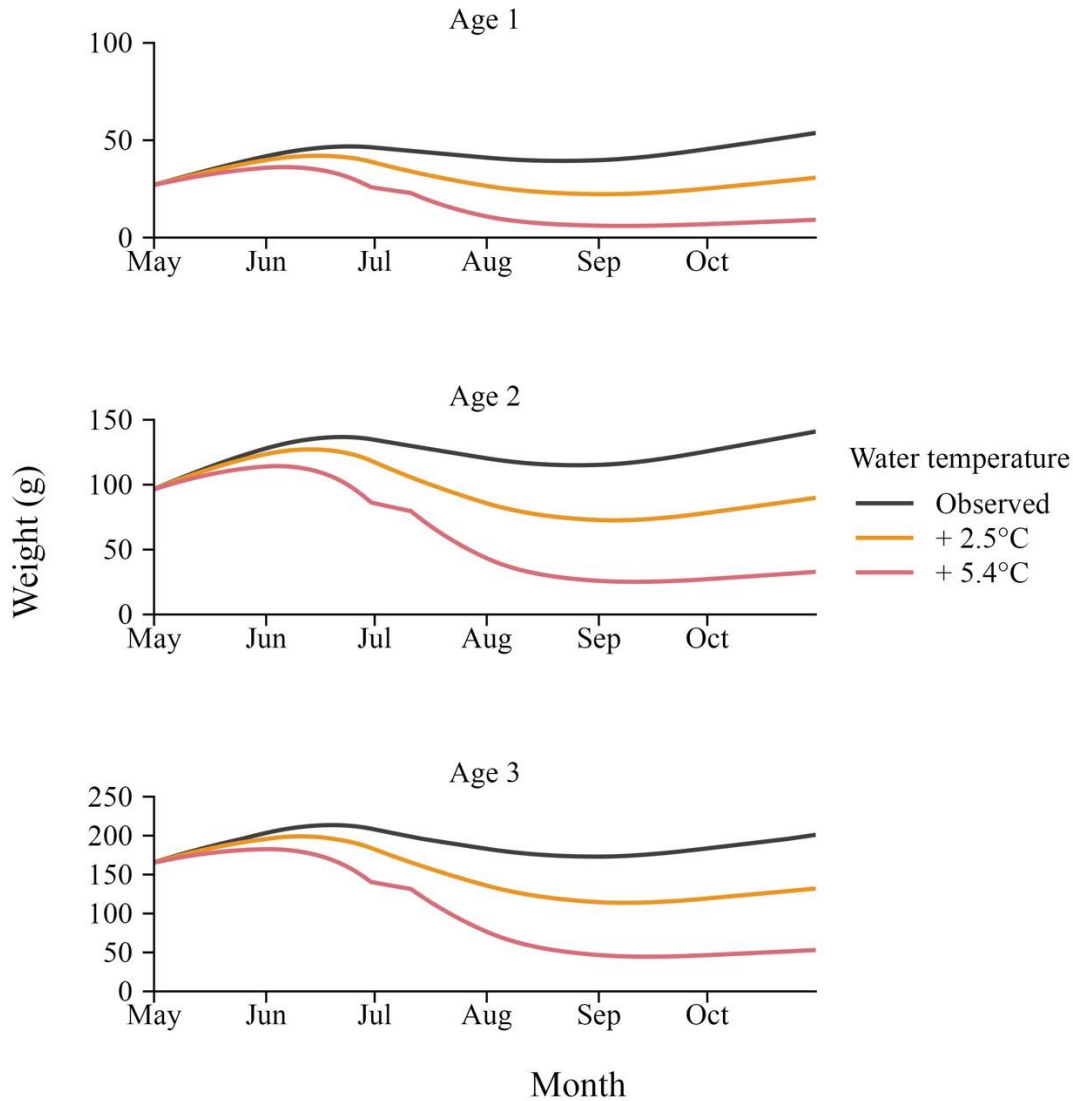 Age 1
100
50
0
May Jun Jul Aug Sep Oct
Age 2
150
100
50
0
May Jun Jul Aug Sep Oct
Age 3
250
200
150
100
50
0
May Jun Jul Aug Sep Oct
Weight (g)
Month
Water temperature
Observed
+ 2.5°C
+ 5.4°C